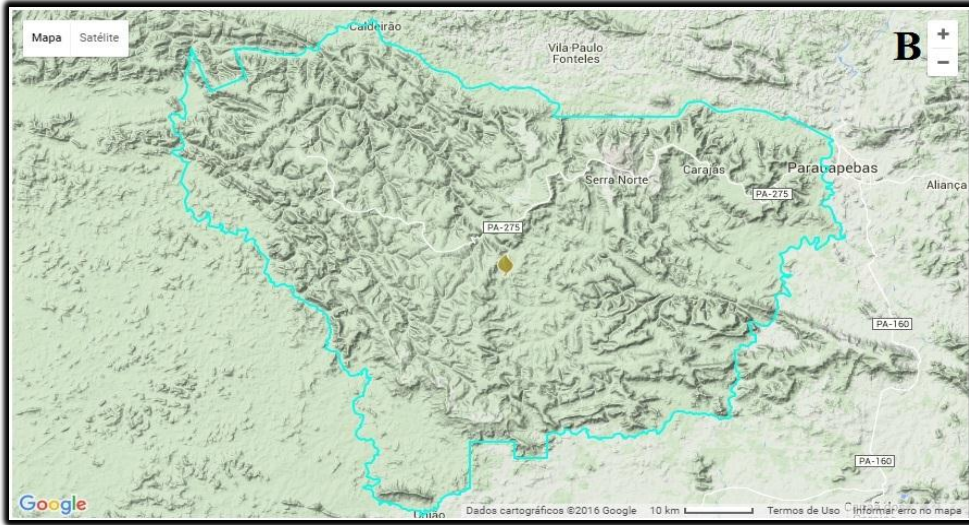 Mapa Satélite
Caldeirão
B
+
−
Vila Paulo
Fonteles
Parauapebas
Serra Norte
Carajás
Aliança
PA-275
PA-275
PA-160
PA-160
União
Google
Dados cartográficos ©2016 Google 10 km Termos de Uso Informar erro no mapa